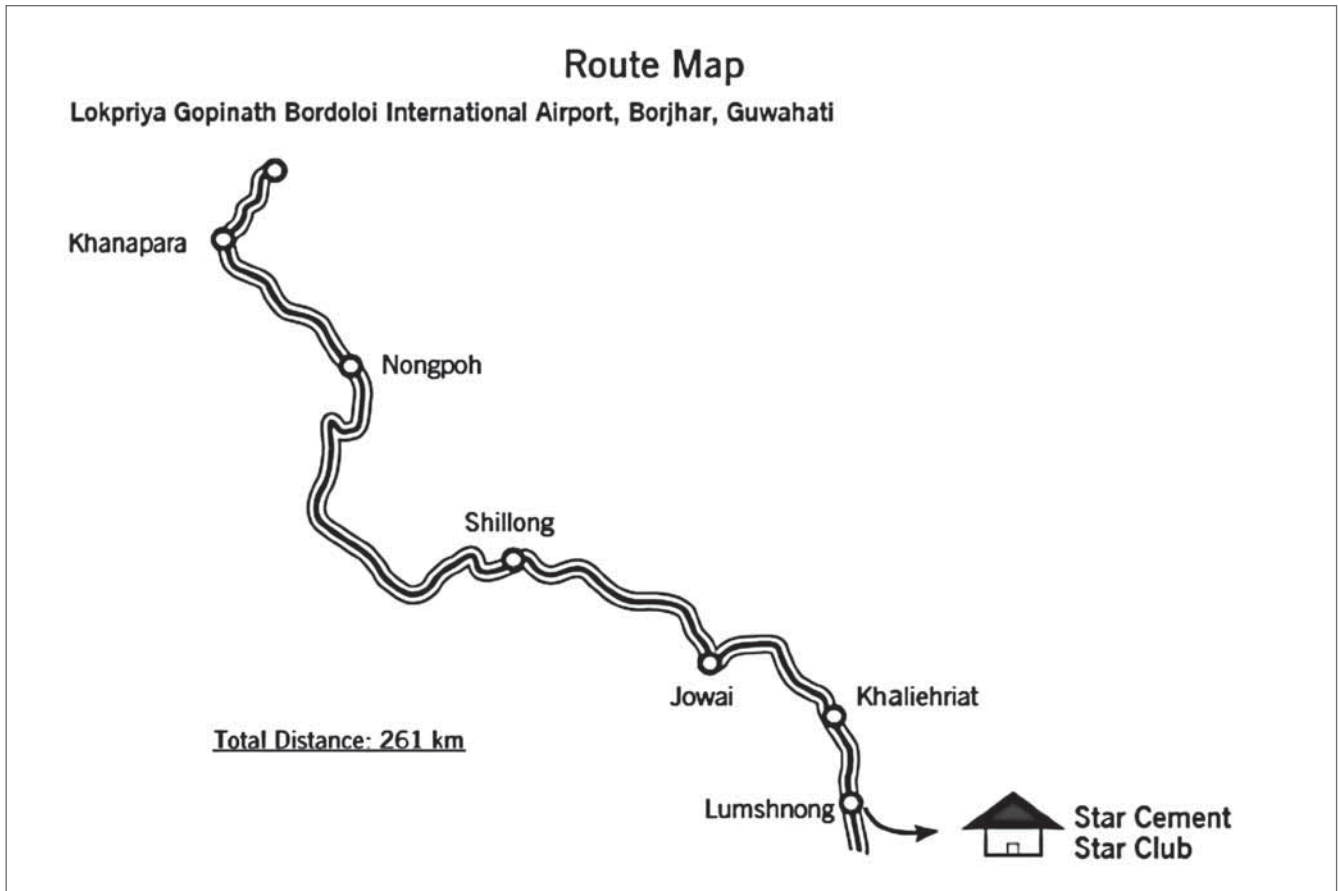 Route Map
Lokpriya Gopinath Bordoloi International Airport, Borjhar, Guwahati
Khanapara
Nongpoh
Shillong
Jowai
Khaliehriat
Total Distance: 261 km
Lumshnong
Star Cement
Star Club